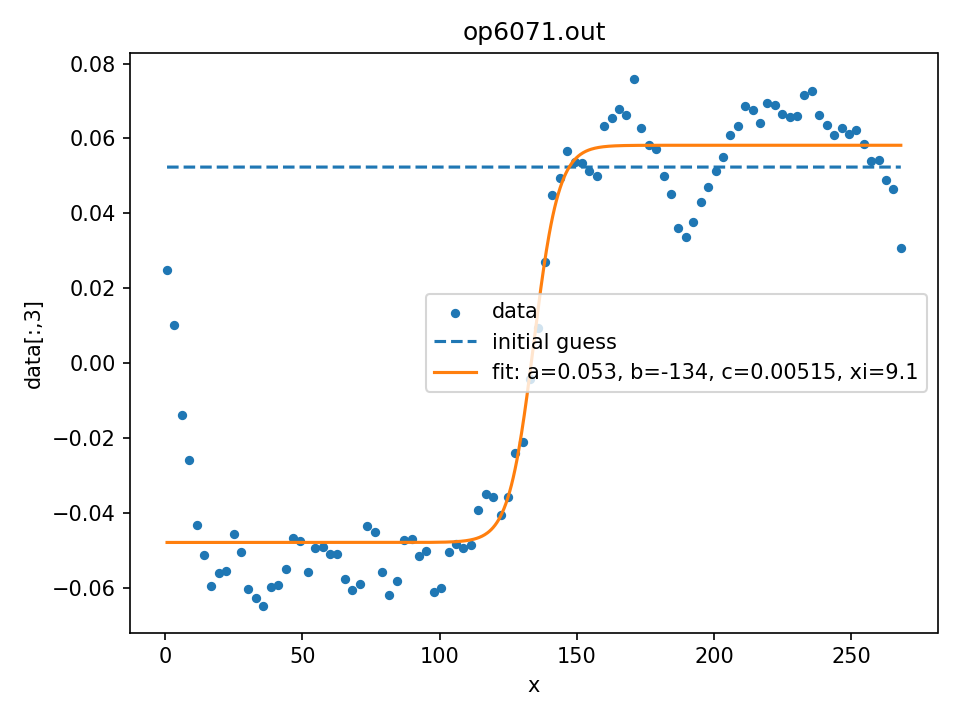 op6071.out
0.08
0.06
0.04
0.02
0.00
−0.02
−0.04
−0.06
data[:,3]
data
initial guess
fit: a=0.053, b=-134, c=0.00515, xi=9.1
0 50 100 150 200 250
x